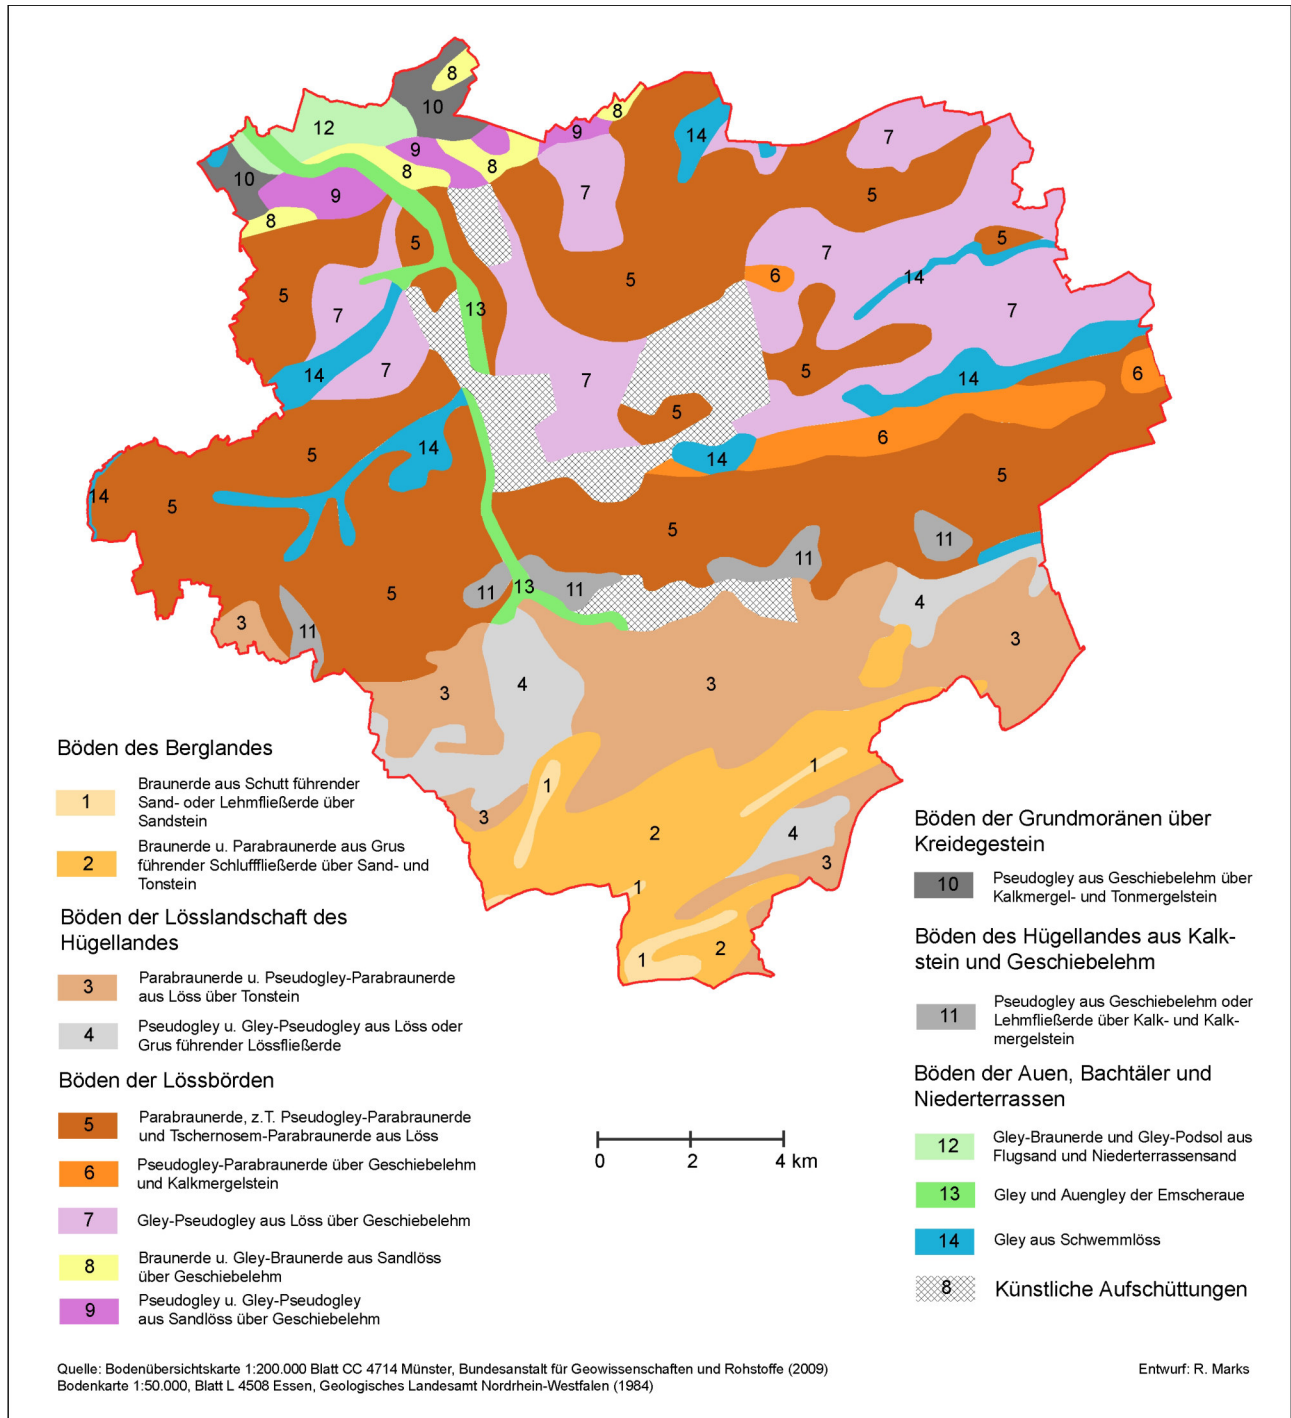 8
10
12
8
9
14
9
7
8
8
10
9
5
8
7
5
5
7
14
6
5
5
7
13
7
14
7
5
14
6
5
6
14
5
14
14
5
5
5
11
11
5
11
13
11
4
3
11
3
3
4
3
1
1
3
2
4
3
1
2
1
Böden des Berglandes
1
Braunerde aus Schutt führender
Sand- oder Lehmfließerde über
Sandstein
2
Braunerde u. Parabraunerde aus Grus
führender Schlufffließerde über Sand- und
Tonstein
Böden der Lösslandschaft des
Hügellandes
3
Parabraunerde u. Pseudogley-Parabraunerde
aus Löss über Tonstein
4
Pseudogley u. Gley-Pseudogley aus Löss oder
Grus führender Lössfließerde
Böden der Lössbörden
5
Parabraunerde, z.T. Pseudogley-Parabraunerde
und Tschernosem-Parabraunerde aus Löss
6
Pseudogley-Parabraunerde über Geschiebelehm
und Kalkmergelstein
7
Gley-Pseudogley aus Löss über Geschiebelehm
8
Braunerde u. Gley-Braunerde aus Sandlöss
über Geschiebelehm
9
Pseudogley u. Gley-Pseudogley
aus Sandlöss über Geschiebelehm
0 2 4 km
Böden der Grundmoränen über
Kreidegestein
10
Pseudogley aus Geschiebelehm über
Kalkmergel- und Tonmergelstein
Böden des Hügellandes aus Kalk-
stein und Geschiebelehm
11
Pseudogley aus Geschiebelehm oder
Lehmfließerde über Kalk- und Kalk-
mergelstein
Böden der Auen, Bachtäler und
Niederterrassen
12
Gley-Braunerde und Gley-Podsol aus
Flugsand und Niederterrassensand
13
Gley und Auengley der Emscheraue
14
Gley aus Schwemmlöss
8
Künstliche Aufschüttungen
Quelle: Bodenübersichtskarte 1:200.000 Blatt CC 4714 Münster, Bundesanstalt für Geowissenschaften und Rohstoffe (2009)
Bodenkarte 1:50.000, Blatt L 4508 Essen, Geologisches Landesamt Nordrhein-Westfalen (1984)
Entwurf: R. Marks